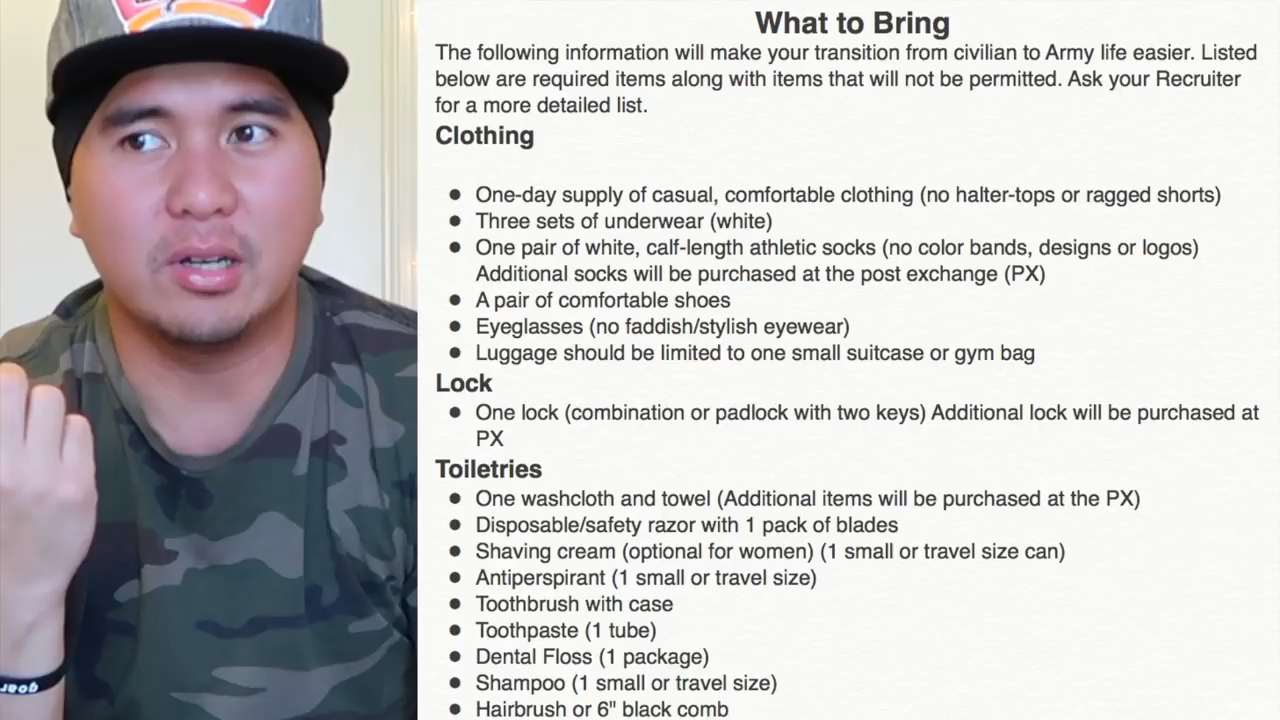 What to Bring
The following information will make your transition from civilian to Army life easier. Listed
below are required items along with items that will not be permitted. Ask your Recruiter
for a more detailed list.
Clothing
● One-day supply of casual, comfortable clothing (no halter-tops or ragged shorts)
● Three sets of underwear (white)
● One pair of white, calf-length athletic socks (no color bands, designs or logos)
Additional socks will be purchased at the post exchange (PX)
● A pair of comfortable shoes
● Eyeglasses (no faddish/stylish eyewear)
● Luggage should be limited to one small suitcase or gym bag
Lock
● One lock (combination or padlock with two keys) Additional lock will be purchased at
PX
Toiletries
● One washcloth and towel (Additional items will be purchased at the PX)
● Disposable/safety razor with 1 pack of blades
● Shaving cream (optional for women) (1 small or travel size can)
● Antiperspirant (1 small or travel size)
● Toothbrush with case
● Toothpaste (1 tube)
● Dental Floss (1 package)
● Shampoo (1 small or travel size)
● Hairbrush or 6" black comb